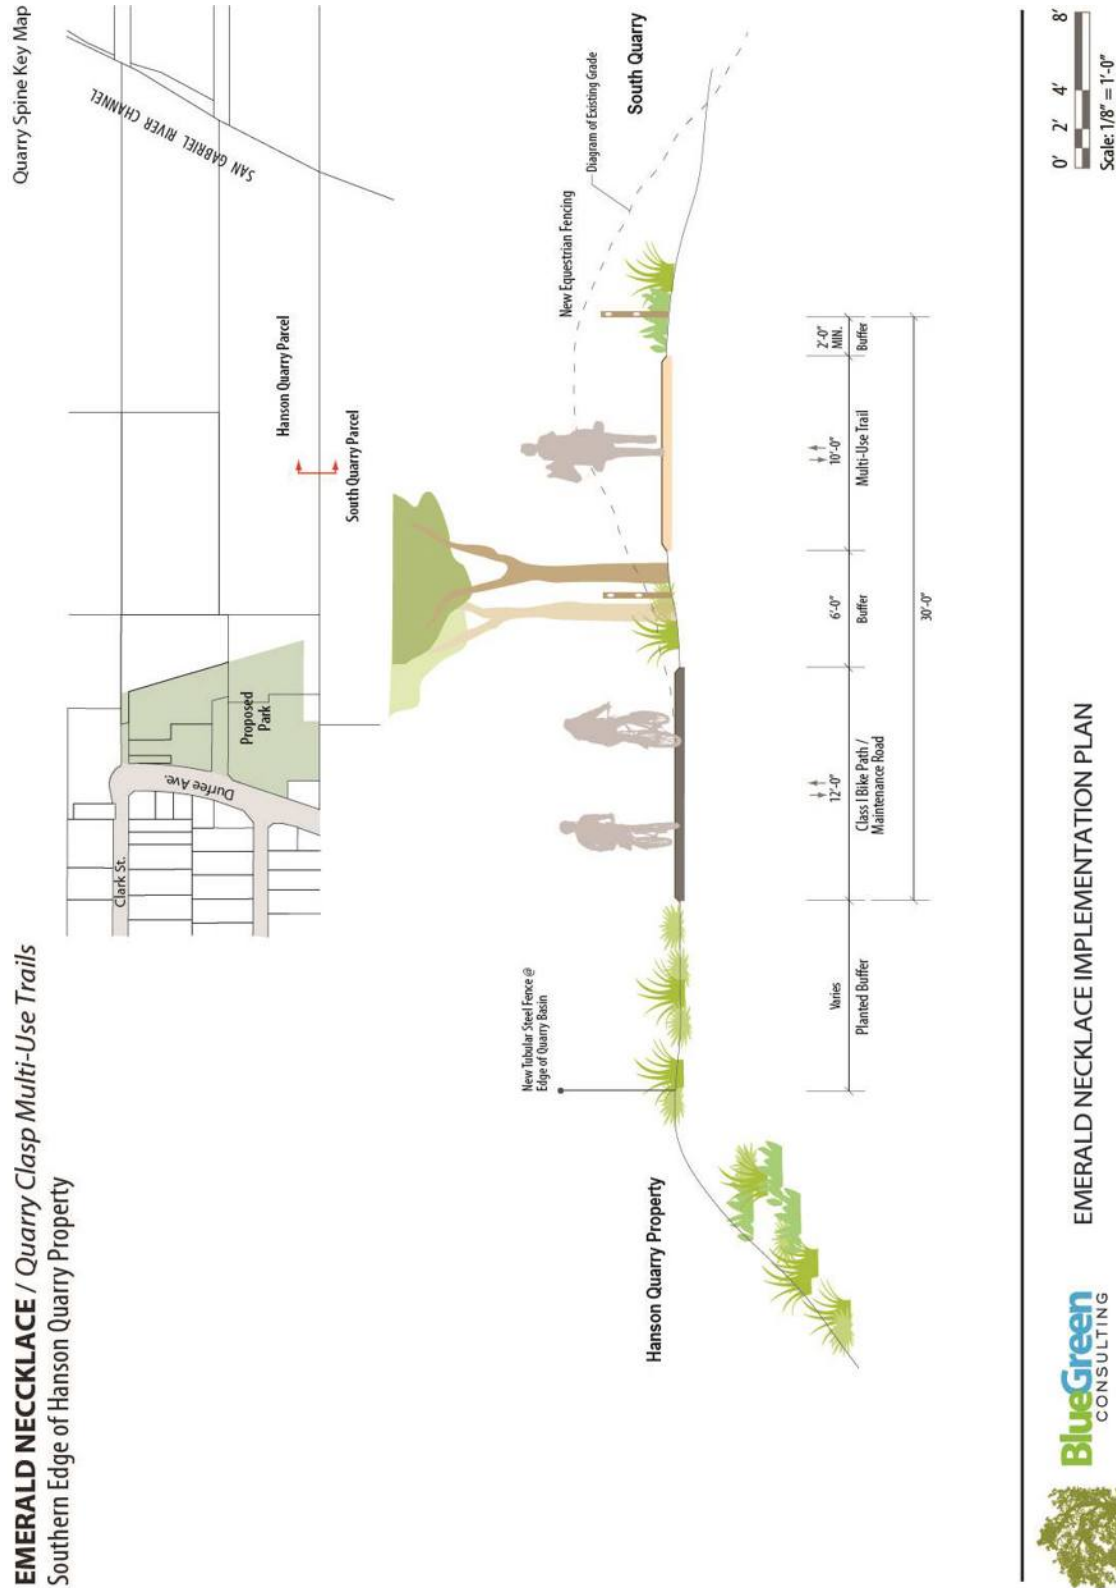 EMERALD NECCKLACE / Quarry Clasp Multi-Use Trails
Southern Edge of Hanson Quarry Property
Quarry Spine Key Map
SAN GABRIEL RIVER CHANNEL
Clark St.
Durfee Ave.
Proposed
Park
Hanson Quarry Parcel
South Quarry Parcel
New Tubular Steel Fence @
Edge of Quarry Basin
New Equestrian Fencing
Diagram of Existing Grade
Hanson Quarry Property
South Quarry
Varies
Planted Buffer
12'-0"
Class I Bike Path /
Maintenance Road
6'-0"
Buffer
10'-0"
Multi-Use Trail
2'-0"
MIN.
Buffer
30'-0"
BlueGreen
CONSULTING
EMERALD NECKLACE IMPLEMENTATION PLAN
0' 2' 4' 8'
Scale: 1/8" = 1'-0"